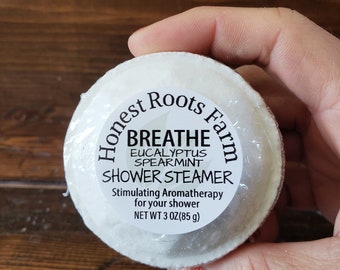 Honest Roots Farm
BREATHE
EUCALYPTUS
SPEARMINT
SHOWER STEAMER
Stimulating Aromatherapy
for your shower
NET WT 3 OZ(85 g)